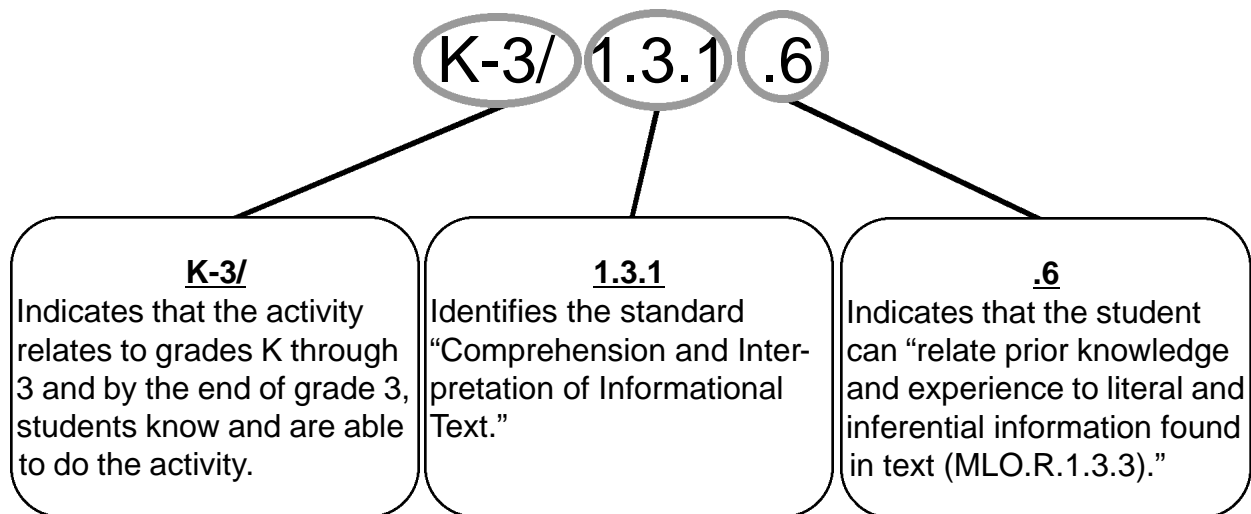 K-3/ 1.3.1 .6
K-3/
Indicates that the activity
relates to grades K through
3 and by the end of grade 3,
students know and are able
to do the activity.
1.3.1
Identifies the standard
“Comprehension and Inter-
pretation of Informational
Text.”
.6
Indicates that the student
can “relate prior knowledge
and experience to literal and
inferential information found
in text (MLO.R.1.3.3).”